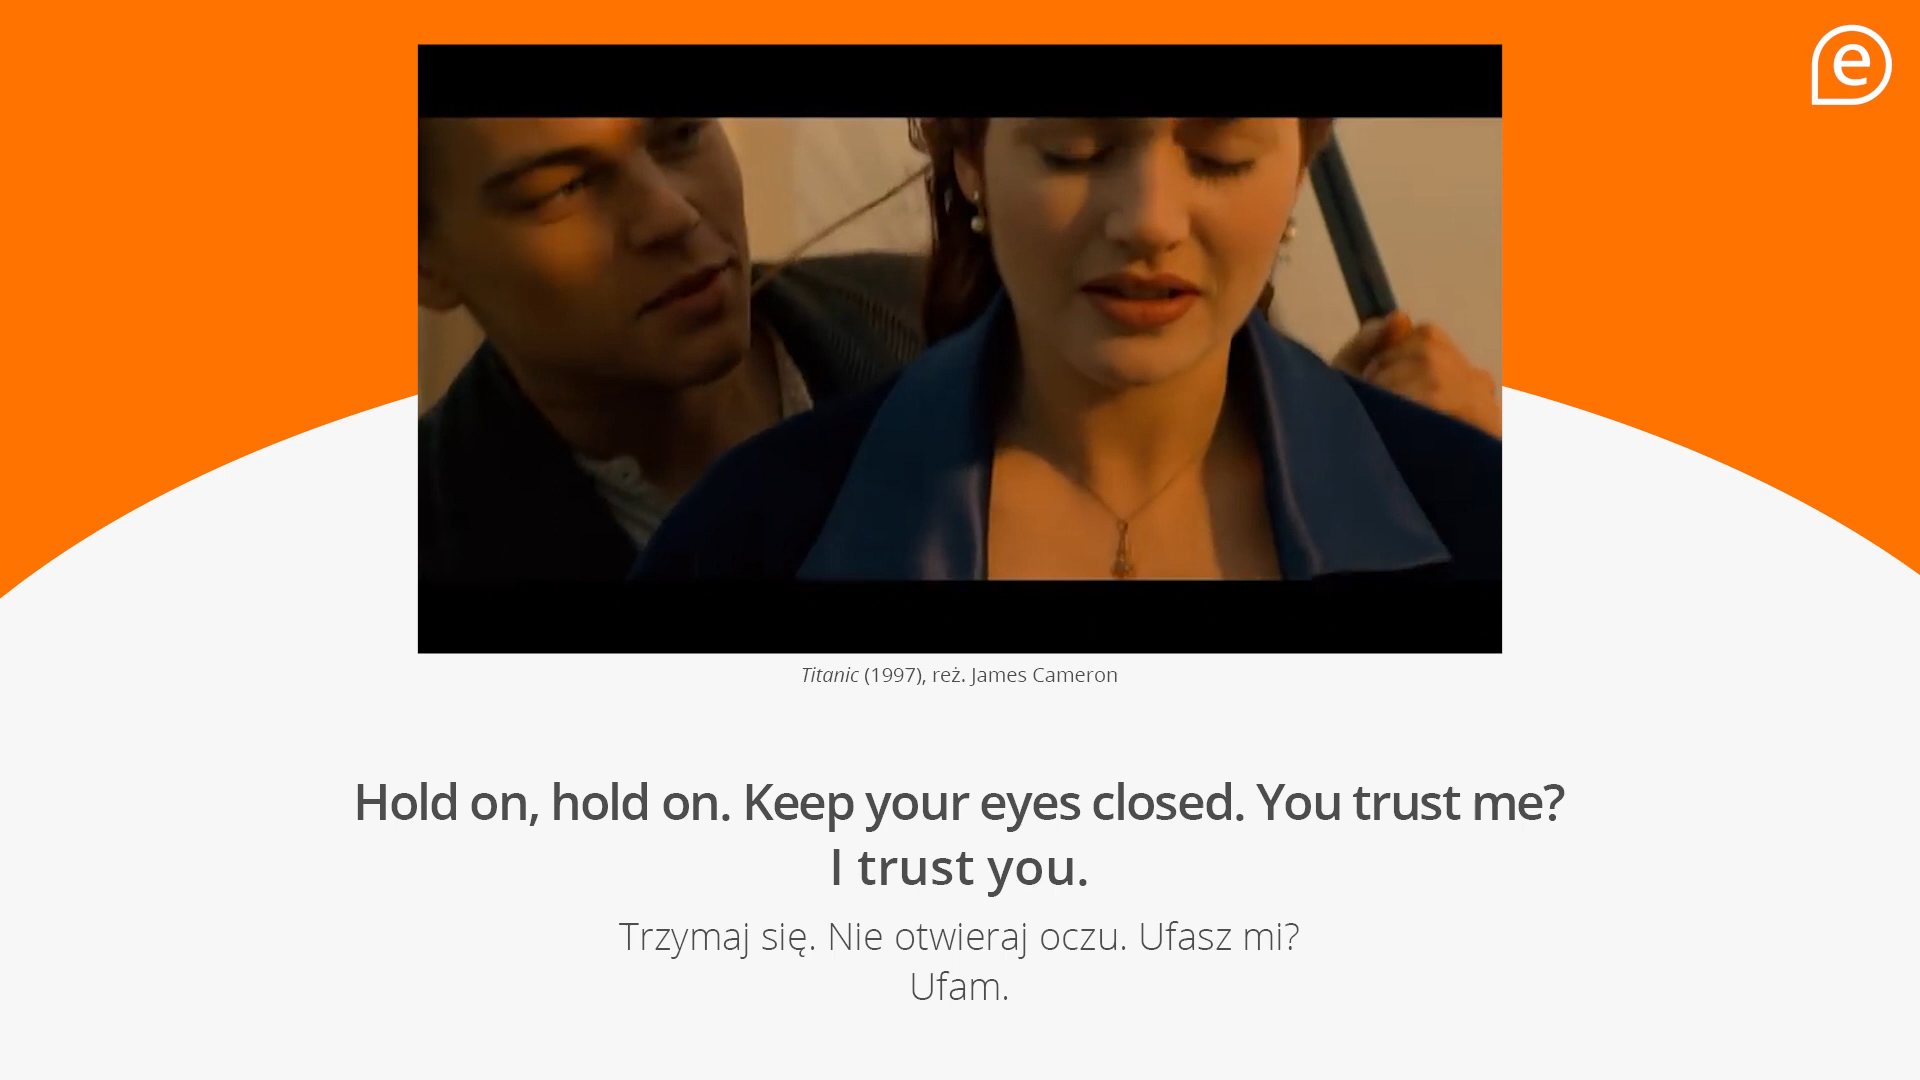 e
Titanic (1997), reż. James Cameron
Hold on, hold on. Keep your eyes closed. You trust me?
I trust you.
Trzymaj się. Nie otwieraj oczu. Ufasz mi?
Ufam.